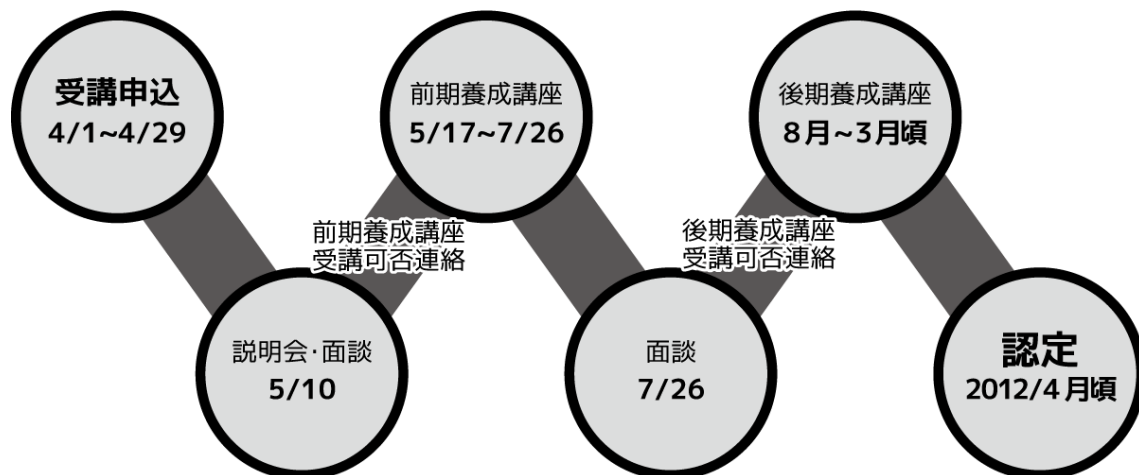 受講申込
4/1~4/29
説明会·面談
5/10
前期養成講座
受講可否連絡
前期養成講座
5/17~7/26
面談
7/26
後期養成講座
受講可否連絡
後期養成講座
8月~3月頃
認定
2012/4月頃